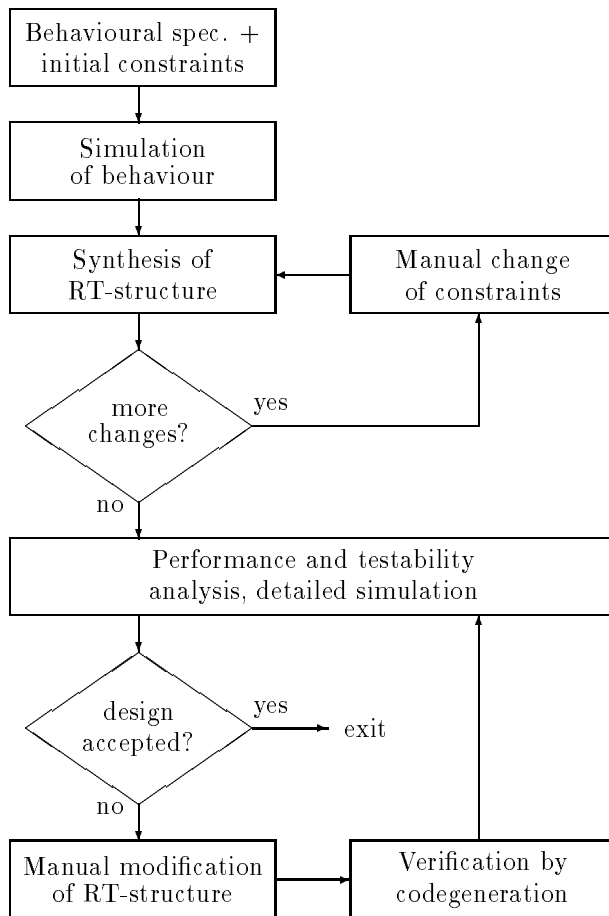 Behavioural spec. +
initial constraints
Simulation
of behaviour
Synthesis of
RT-structure
Manual change
of constraints
more
changes?
yes
no
Performance and testability
analysis, detailed simulation
design
accepted?
yes
exit
no
Manual modification
of RT-structure
Verification by
codegeneration